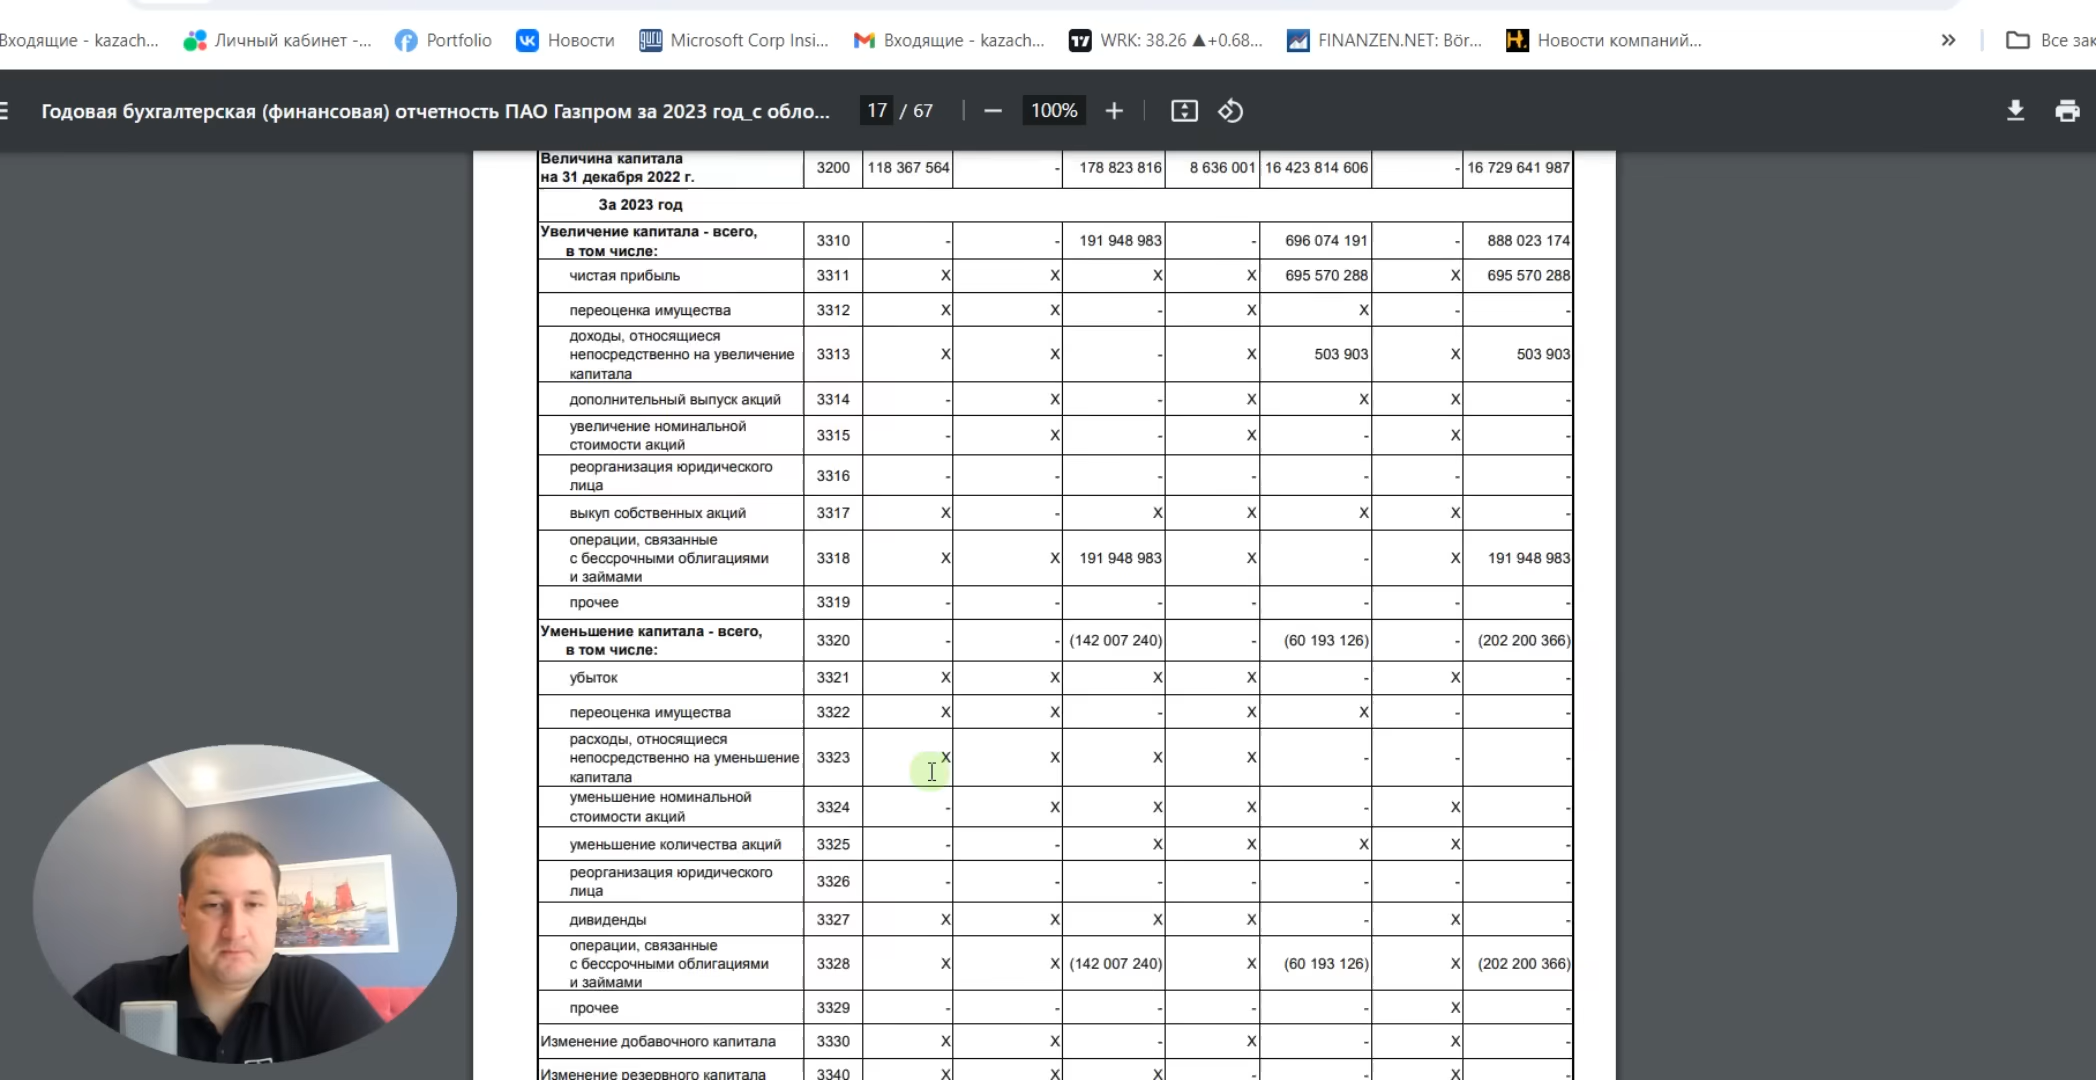 Входящие - kazach... Личный кабинет -... Portfolio Новости guru Microsoft Corp Insi... Входящие - kazach... WRK: 38.26 ▲+0.68... FINANZEN.NET: Bör... H. Новости компаний... » Все зак
Годовая бухгалтерская (финансовая) отчетность ПАО Газпром за 2023 год_с обло... 17 / 67 — 100% +
Величина капитала
на 31 декабря 2022 г. 3200 118 367 564 - 178 823 816 8 636 001 16 423 814 606 - 16 729 641 987
За 2023 год
Увеличение капитала - всего,
в том числе: 3310 - - 191 948 983 - 696 074 191 - 888 023 174
чистая прибыль 3311 X X X X 695 570 288 X 695 570 288
переоценка имущества 3312 X X - X X - -
доходы, относящиеся
непосредственно на увеличение 3313 X X - X 503 903 X 503 903
капитала
дополнительный выпуск акций 3314 - X - X X X -
увеличение номинальной
стоимости акций 3315 - X - X - X -
реорганизация юридического
лица 3316 - - - - - - -
выкуп собственных акций 3317 X - X X X X -
операции, связанные
с бессрочными облигациями 3318 X X 191 948 983 X - X 191 948 983
и займами
прочее 3319 - - - - - - -
Уменьшение капитала - всего,
в том числе: 3320 - - (142 007 240) - (60 193 126) - (202 200 366)
убыток 3321 X X X X - X -
переоценка имущества 3322 X X - X X - -
расходы, относящиеся
непосредственно на уменьшение 3323 X X X X - - -
капитала
уменьшение номинальной
стоимости акций 3324 - X X X - X -
уменьшение количества акций 3325 - - X X X X -
реорганизация юридического
лица 3326 - - - - - - -
дивиденды 3327 X X X X - X -
операции, связанные
с бессрочными облигациями 3328 X X (142 007 240) X (60 193 126) X (202 200 366)
и займами
прочее 3329 - - - - - X -
Изменение добавочного капитала 3330 X X - X - X -
Изменение резервного капитала 3340 X X X - - X -